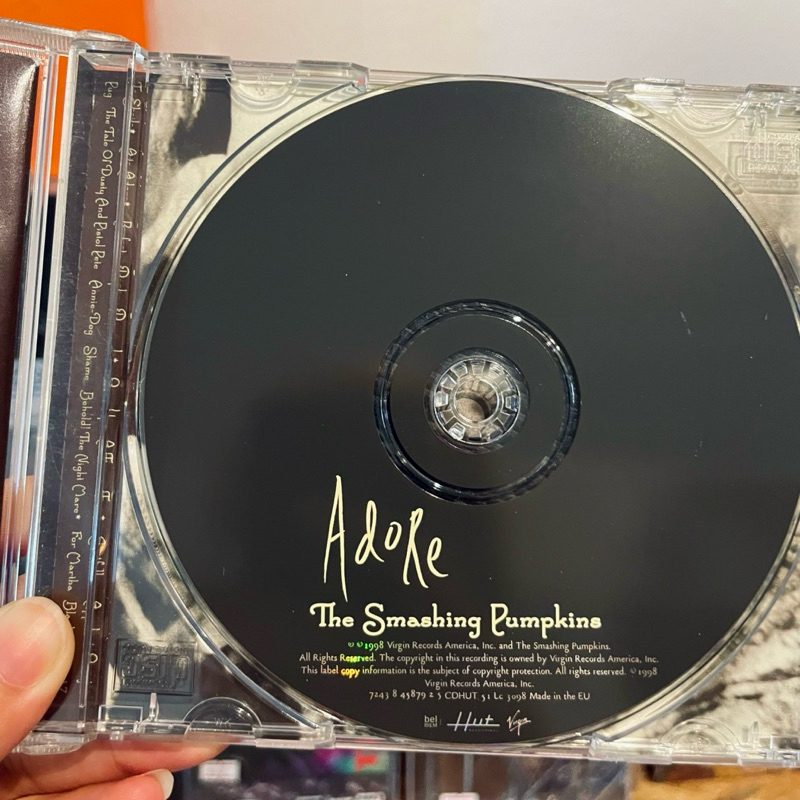 Pug The Tale Of Dusty And Pistol Pete Annie-Dog Shame Behold! The Night Mare* For Martha
Adore
The Smashing Pumpkins
℗ ©1998 Virgin Records America, Inc. and The Smashing Pumpkins.
All Rights Reserved. The copyright in this recording is owned by Virgin Records America, Inc.
This label copy information is the subject of copyright protection. All rights reserved. ©1998
Virgin Records America, Inc.
7243 8 45879 2 5 CDHUT 51 LC 3098 Made in the EU
bel
Hut
Virgin